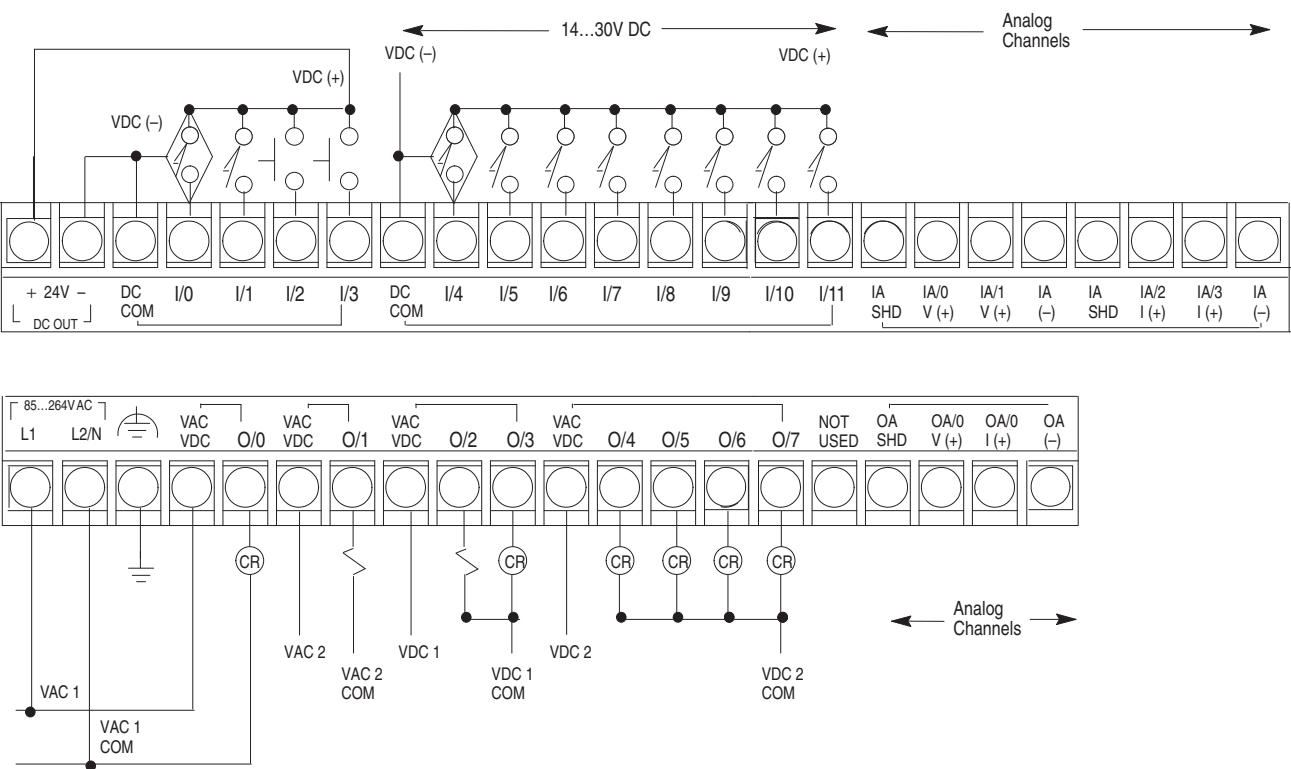 14...30V DC
Analog
Channels
VDC (–)
VDC (+)
VDC (+)
VDC (–)
+ 24V –
DC OUT
DC
COM
I/0
I/1
I/2
I/3
DC
COM
I/4
I/5
I/6
I/7
I/8
I/9
I/10
I/11
IA
SHD
IA/0
V (+)
IA/1
V (+)
IA
(–)
IA
SHD
IA/2
I (+)
IA/3
I (+)
IA
(–)
85...264V AC
L1
L2/N
VAC
VDC
O/0
VAC
VDC
O/1
VAC
VDC
O/2
O/3
VAC
VDC
O/4
O/5
O/6
O/7
NOT
USED
OA
SHD
OA/0
V (+)
OA/0
I (+)
OA
(–)
CR
CR
CR
CR
CR
CR
Analog
Channels
VAC 2
VAC 2
COM
VDC 1
VDC 1
COM
VDC 2
VDC 2
COM
VAC 1
VAC 1
COM